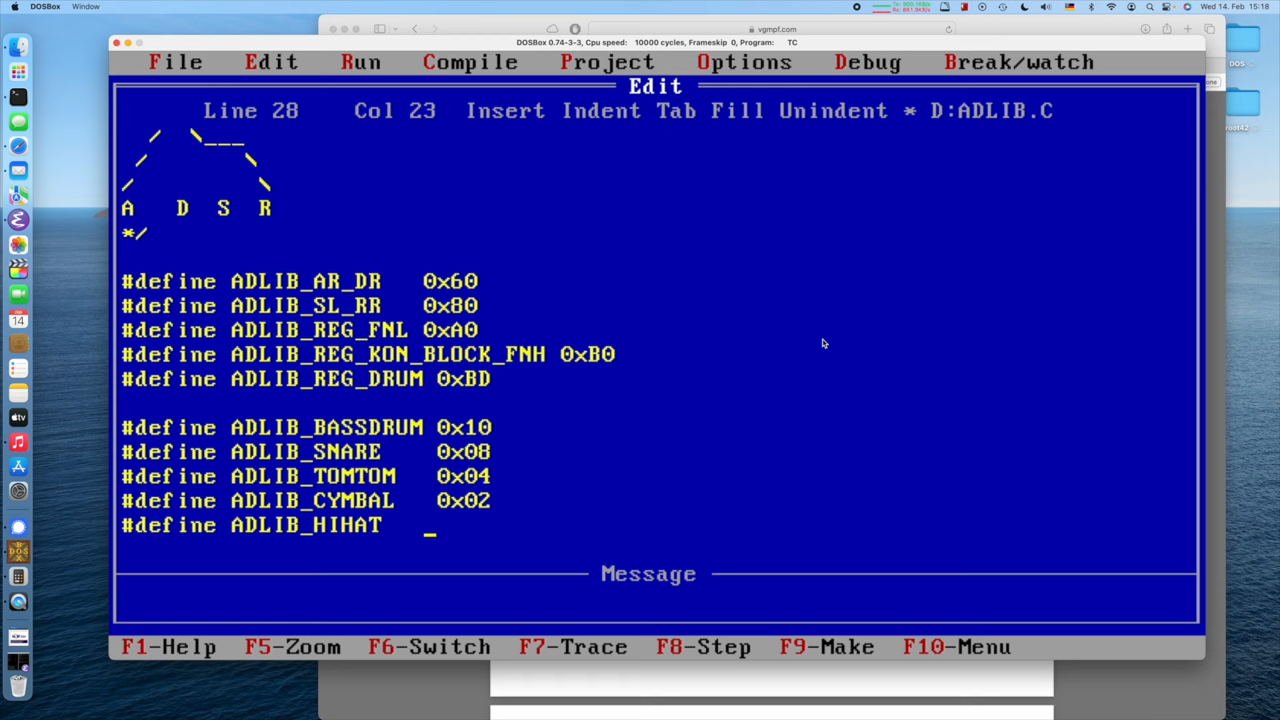 DOSBox Window
Wed 14. Feb 15:18
vgmpf.com
DOSBox 0.74-3-3, Cpu speed: 10000 cycles, Frameskip 0, Program: TC
File Edit Run Compile Project Options Debug Break/watch
Edit
Line 28 Col 23 Insert Indent Tab Fill Unindent * D:ADLIB.C
/ \___
/ \
/ \
A D S R
*/
#define ADLIB_AR_DR 0x60
#define ADLIB_SL_RR 0x80
#define ADLIB_REG_FNL 0xA0
#define ADLIB_REG_KON_BLOCK_FNH 0xB0
#define ADLIB_REG_DRUM 0xBD
#define ADLIB_BASSDRUM 0x10
#define ADLIB_SNARE 0x08
#define ADLIB_TOMTOM 0x04
#define ADLIB_CYMBAL 0x02
#define ADLIB_HIHAT _
Message
F1-Help F5-Zoom F6-Switch F7-Trace F8-Step F9-Make F10-Menu
DOS
root42
14
tv